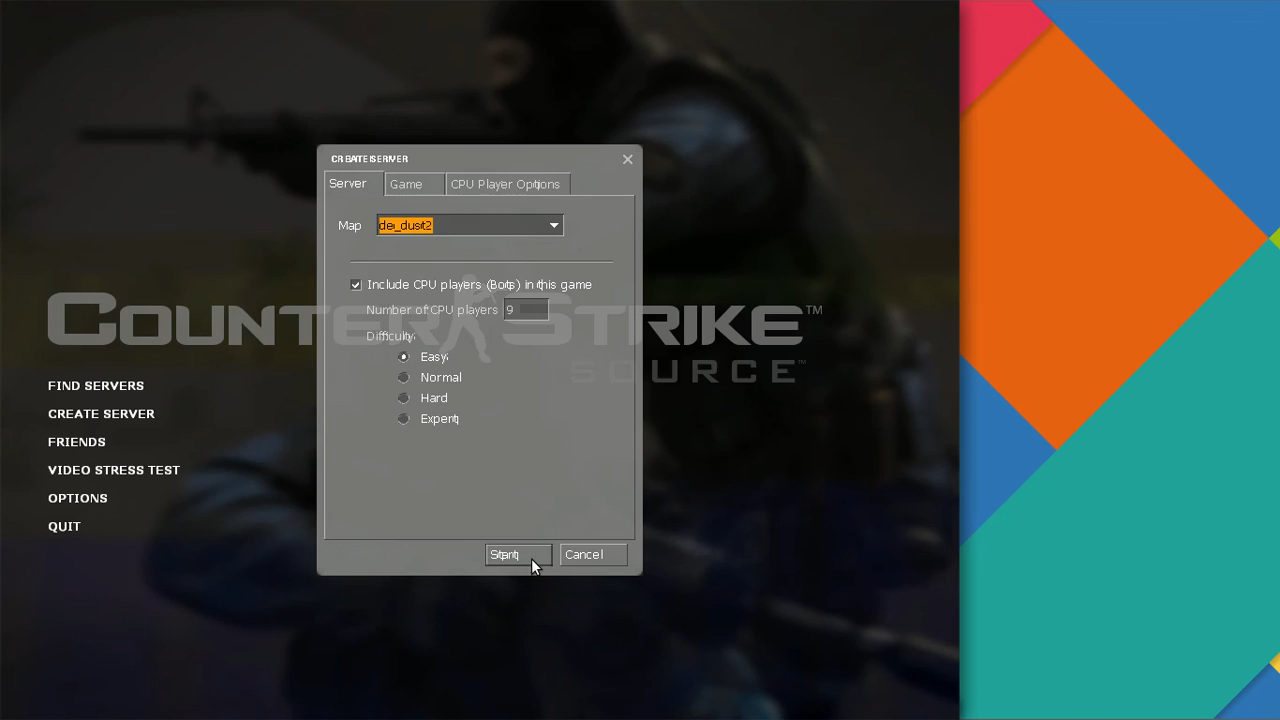 CREATE SERVER
Server Game CPU Player Options
Map de_dust2
Include CPU players (Bots) in this game
Number of CPU players 9
Difficulty:
Easy
Normal
Hard
Expert
Start Cancel
COUNTER STRIKE™
SOURCE™
FIND SERVERS
CREATE SERVER
FRIENDS
VIDEO STRESS TEST
OPTIONS
QUIT